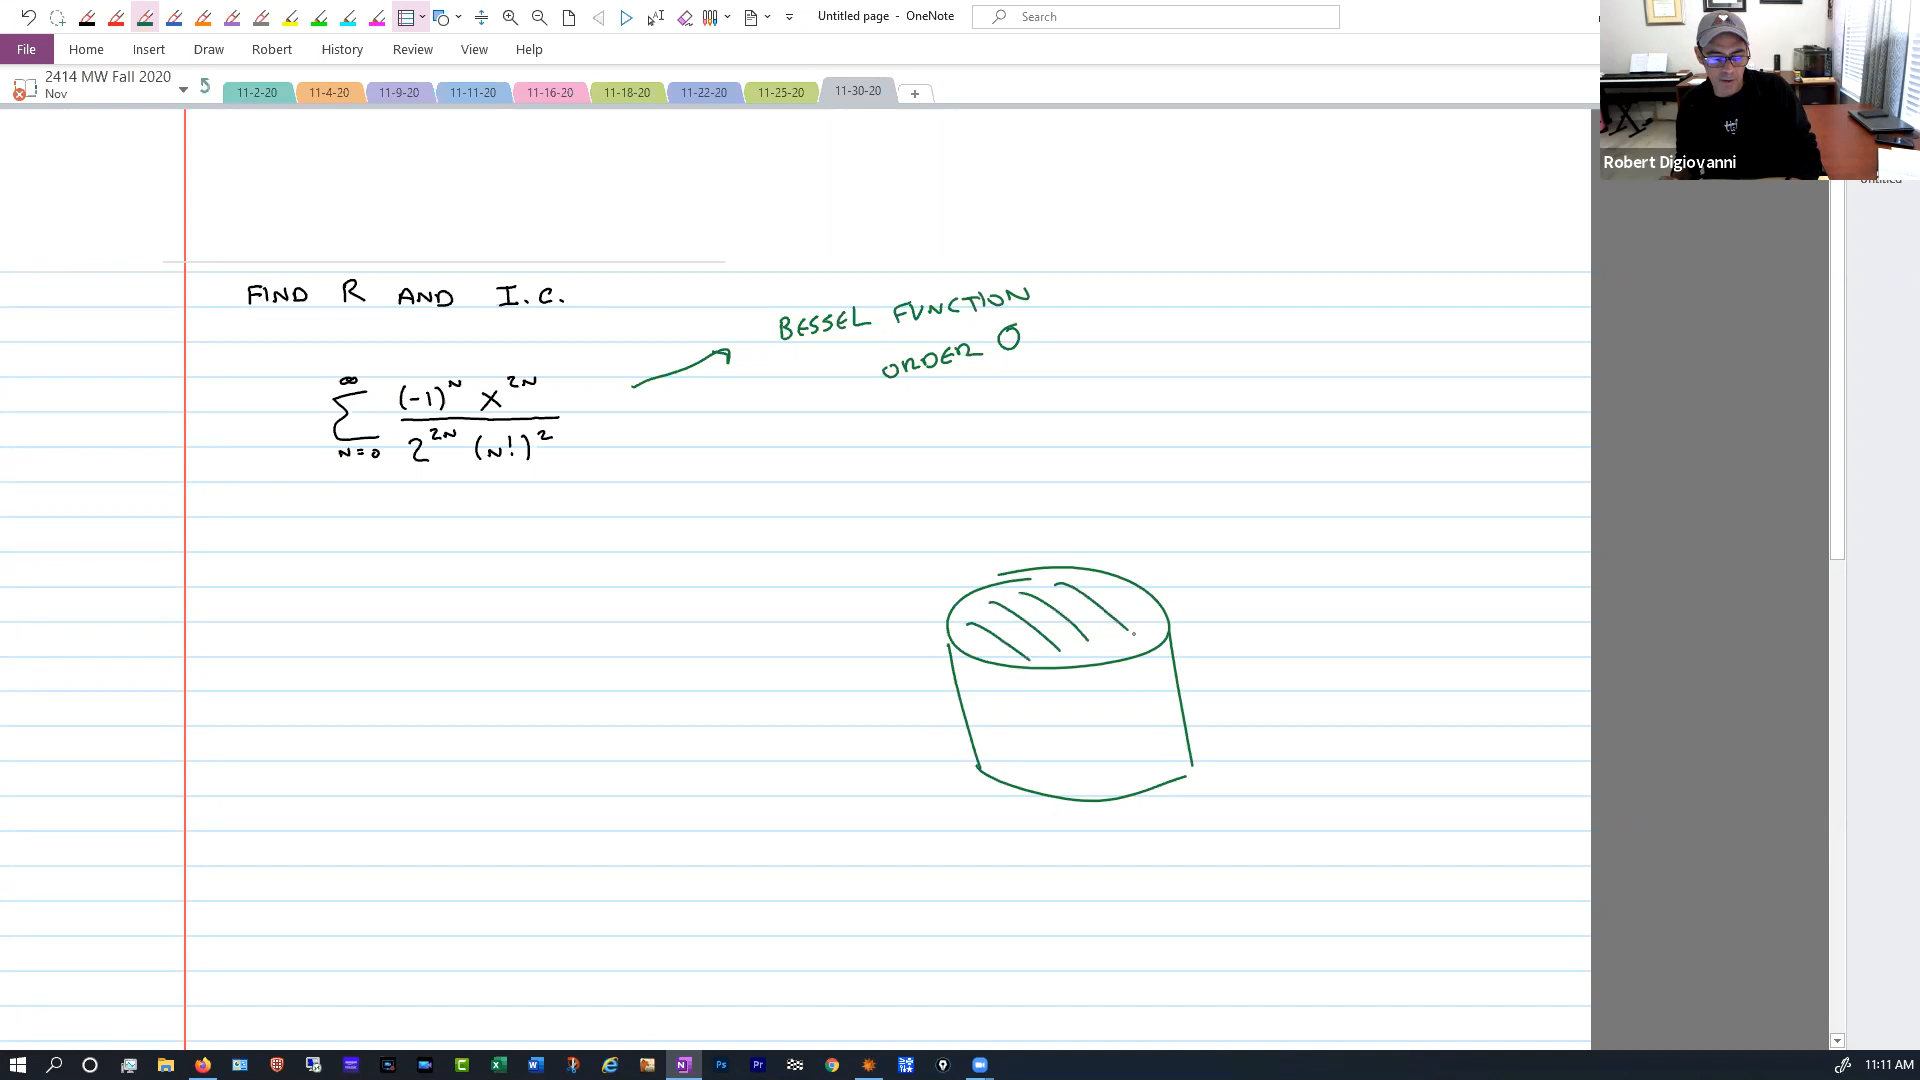 Untitled page - OneNote
Search
File Home Insert Draw Robert History Review View Help
2414 MW Fall 2020
Nov
11-2-20 11-4-20 11-9-20 11-11-20 11-16-20 11-18-20 11-22-20 11-25-20 11-30-20
Robert Digiovanni
Untitled
FIND R AND I.C.
BESSEL FUNCTION
ORDER 0
∞ (-1)^N X^2N
Σ
N=0 2^2N (N!)^2
11:11 AM